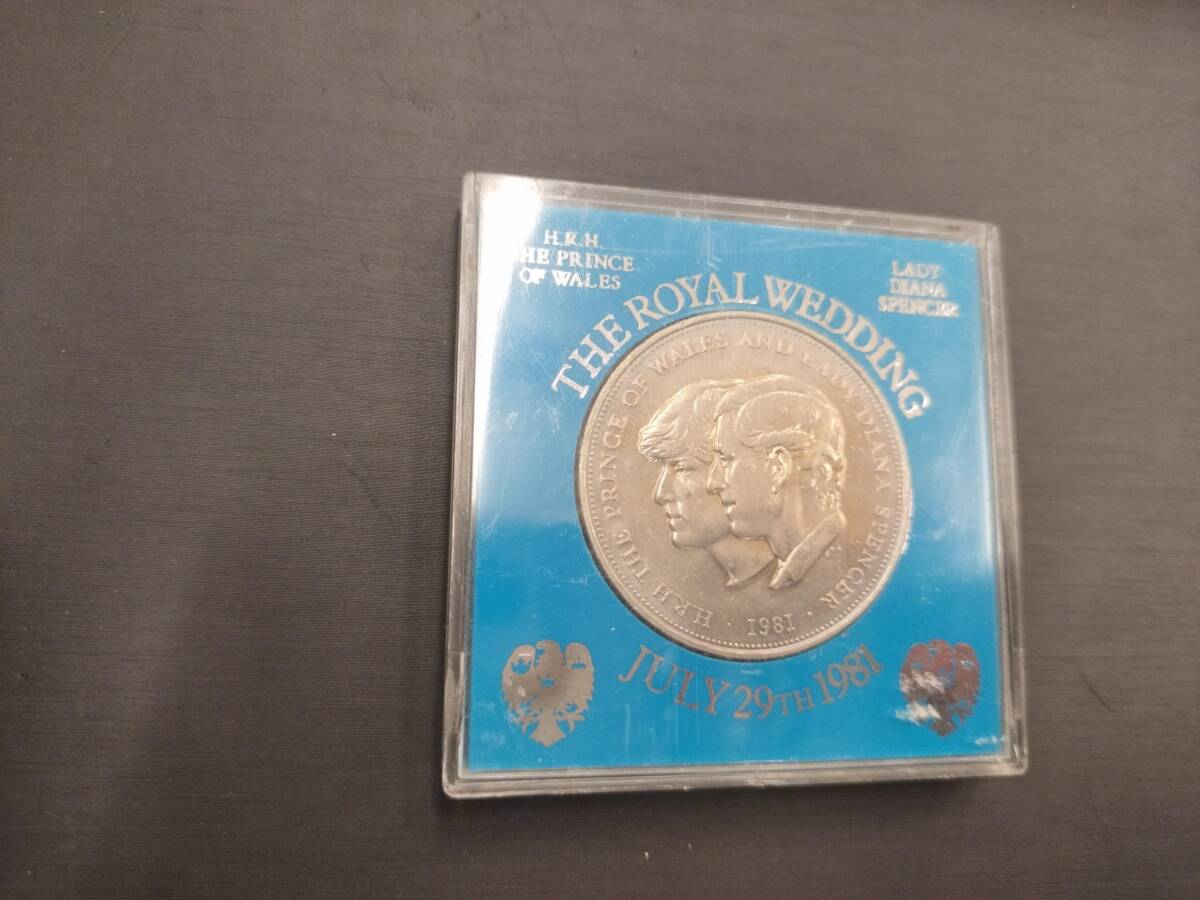 H.R.H.
THE PRINCE
OF WALES
LADY
DIANA
SPENCER
THE ROYAL WEDDING
H.R.H THE PRINCE OF WALES AND LADY DIANA SPENCER
· 1981 ·
JULY 29TH 1981